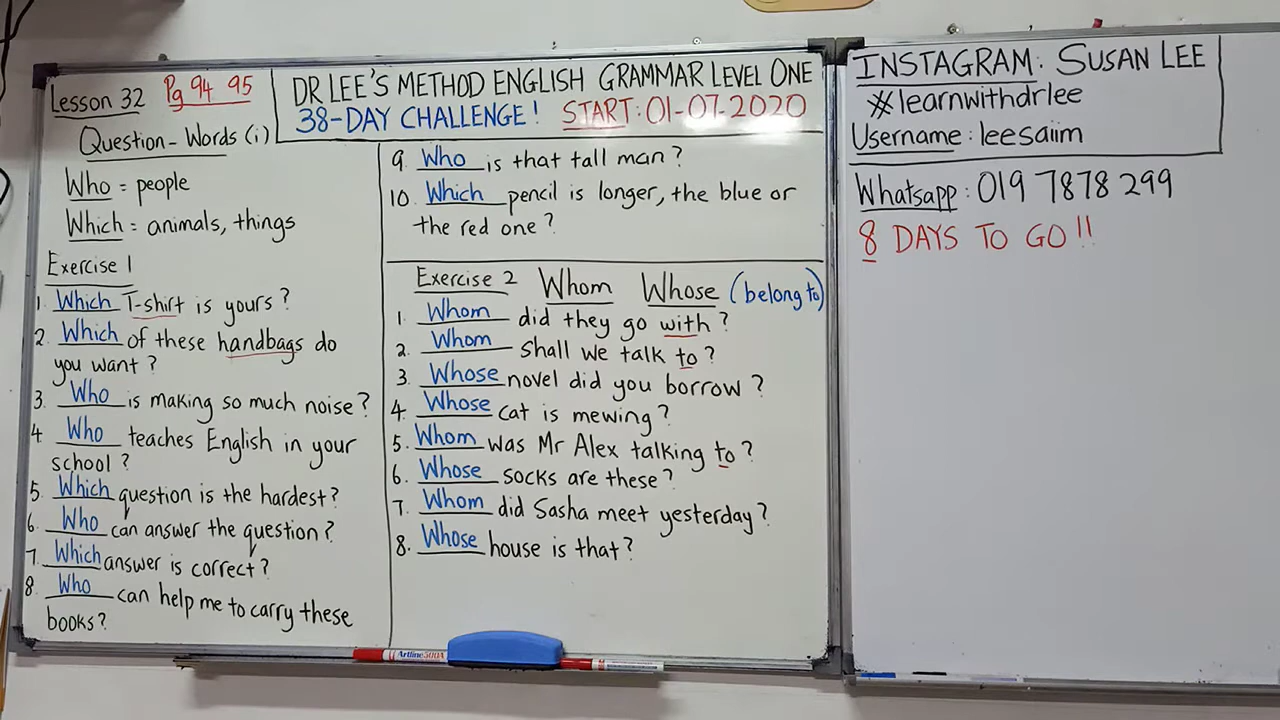 Lesson 32 Pg 94 95
DR LEE'S METHOD ENGLISH GRAMMAR LEVEL ONE
38-DAY CHALLENGE! START: 01-07-2020
Question-Words (i)
Who = people
Which = animals, things
Exercise 1
1. Which T-shirt is yours?
2. Which of these handbags do
you want?
3. Who is making so much noise?
4 Who teaches English in your
school?
5. Which question is the hardest?
6. Who can answer the question?
7. Which answer is correct?
8. Who can help me to carry these
books?
9. Who is that tall man?
10. Which pencil is longer, the blue or
the red one?
Exercise 2 Whom Whose (belong to)
1. Whom did they go with?
2. Whom shall we talk to?
3. Whose novel did you borrow?
4. Whose cat is mewing?
5. Whom was Mr Alex talking to?
6. Whose socks are these?
7. Whom did Sasha meet yesterday?
8. Whose house is that?
INSTAGRAM: SUSAN LEE
#learnwithdrlee
Username: leesaiim
Whatsapp: 019 7878 299
8 DAYS TO GO!!
Artline 500A